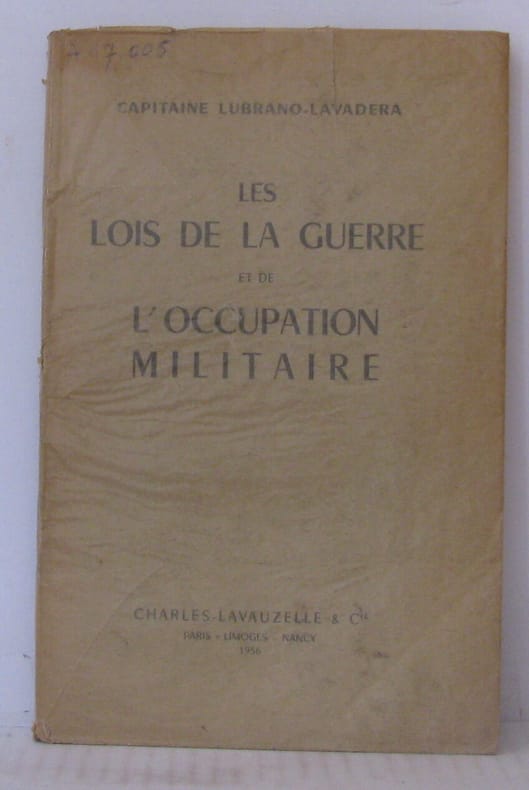 7 005
CAPITAINE LUBRANO-LAVADERA
LES
LOIS DE LA GUERRE
ET DE
L'OCCUPATION
MILITAIRE
CHARLES-LAVAUZELLE & Cie
PARIS - LIMOGES - NANCY
1956